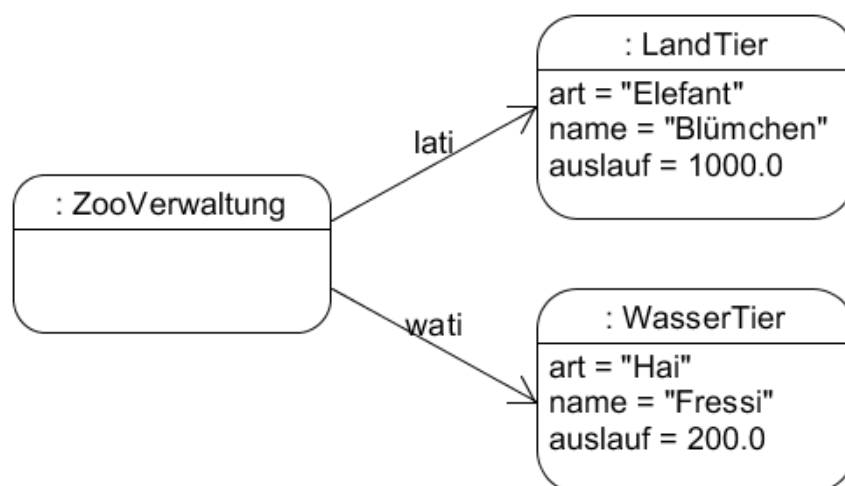 : LandTier
art = "Elefant"
name = "Blümchen"
auslauf = 1000.0
lati
: ZooVerwaltung
wati
: WasserTier
art = "Hai"
name = "Fressi"
auslauf = 200.0